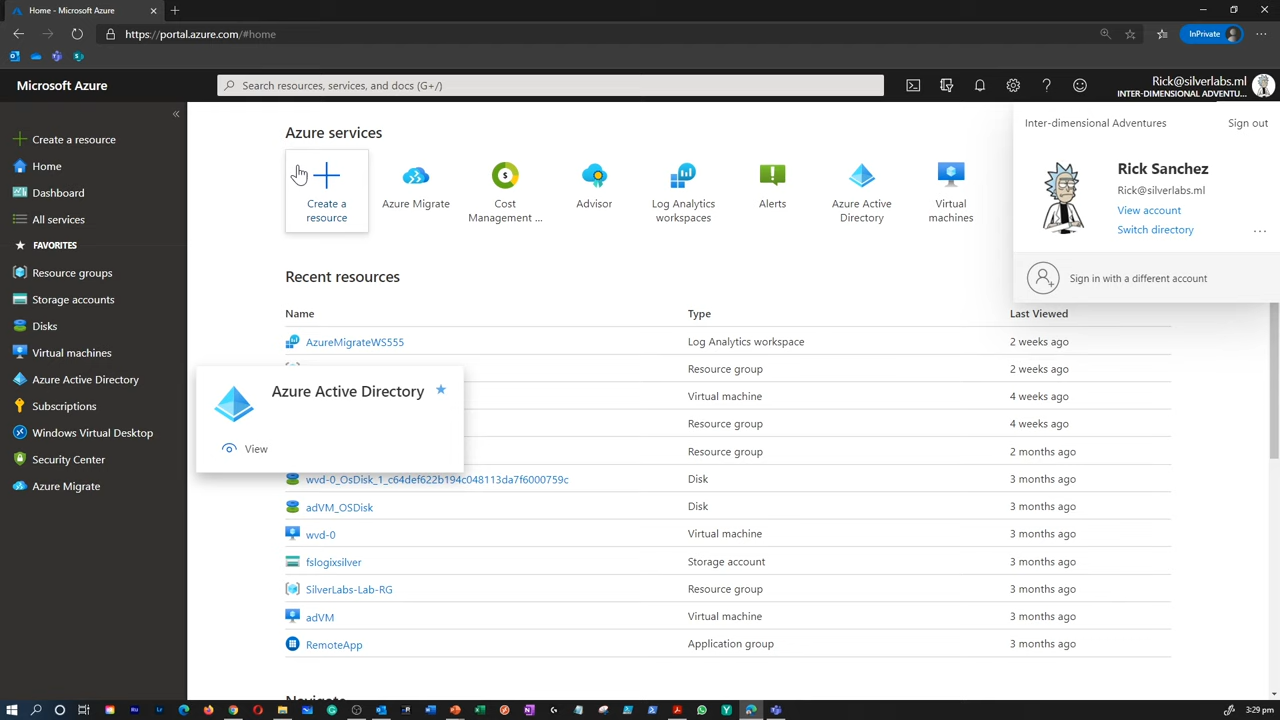 Home - Microsoft Azure
https://portal.azure.com/#home
InPrivate
Microsoft Azure
Search resources, services, and docs (G+/)
Rick@silverlabs.ml
INTER-DIMENSIONAL ADVENTU...
Create a resource
Home
Dashboard
All services
FAVORITES
Resource groups
Storage accounts
Disks
Virtual machines
Azure Active Directory
Subscriptions
Windows Virtual Desktop
Security Center
Azure Migrate
Azure services
Create a
resource
Azure Migrate
Cost
Management ...
Advisor
Log Analytics
workspaces
Alerts
Azure Active
Directory
Virtual
machines
Inter-dimensional Adventures
Sign out
Rick Sanchez
Rick@silverlabs.ml
View account
Switch directory
...
Sign in with a different account
Recent resources
Name Type Last Viewed
AzureMigrateWS555 Log Analytics workspace 2 weeks ago
Resource group 2 weeks ago
Virtual machine 4 weeks ago
Resource group 4 weeks ago
Resource group 2 months ago
Azure Active Directory
View
wvd-0_OsDisk_1_c64def622b194c048113da7f6000759c Disk 3 months ago
adVM_OSDisk Disk 3 months ago
wvd-0 Virtual machine 3 months ago
fslogixsilver Storage account 3 months ago
SilverLabs-Lab-RG Resource group 3 months ago
adVM Virtual machine 3 months ago
RemoteApp Application group 3 months ago
Navigate
3:29 pm